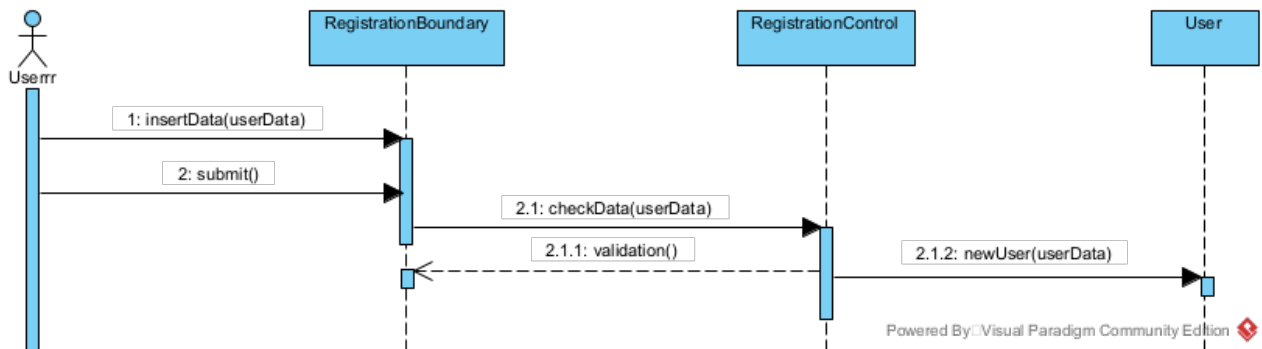 RegistrationBoundary
RegistrationControl
User
Userrr
1: insertData(userData)
2: submit()
2.1: checkData(userData)
2.1.1: validation()
2.1.2: newUser(userData)
Powered By Visual Paradigm Community Edition